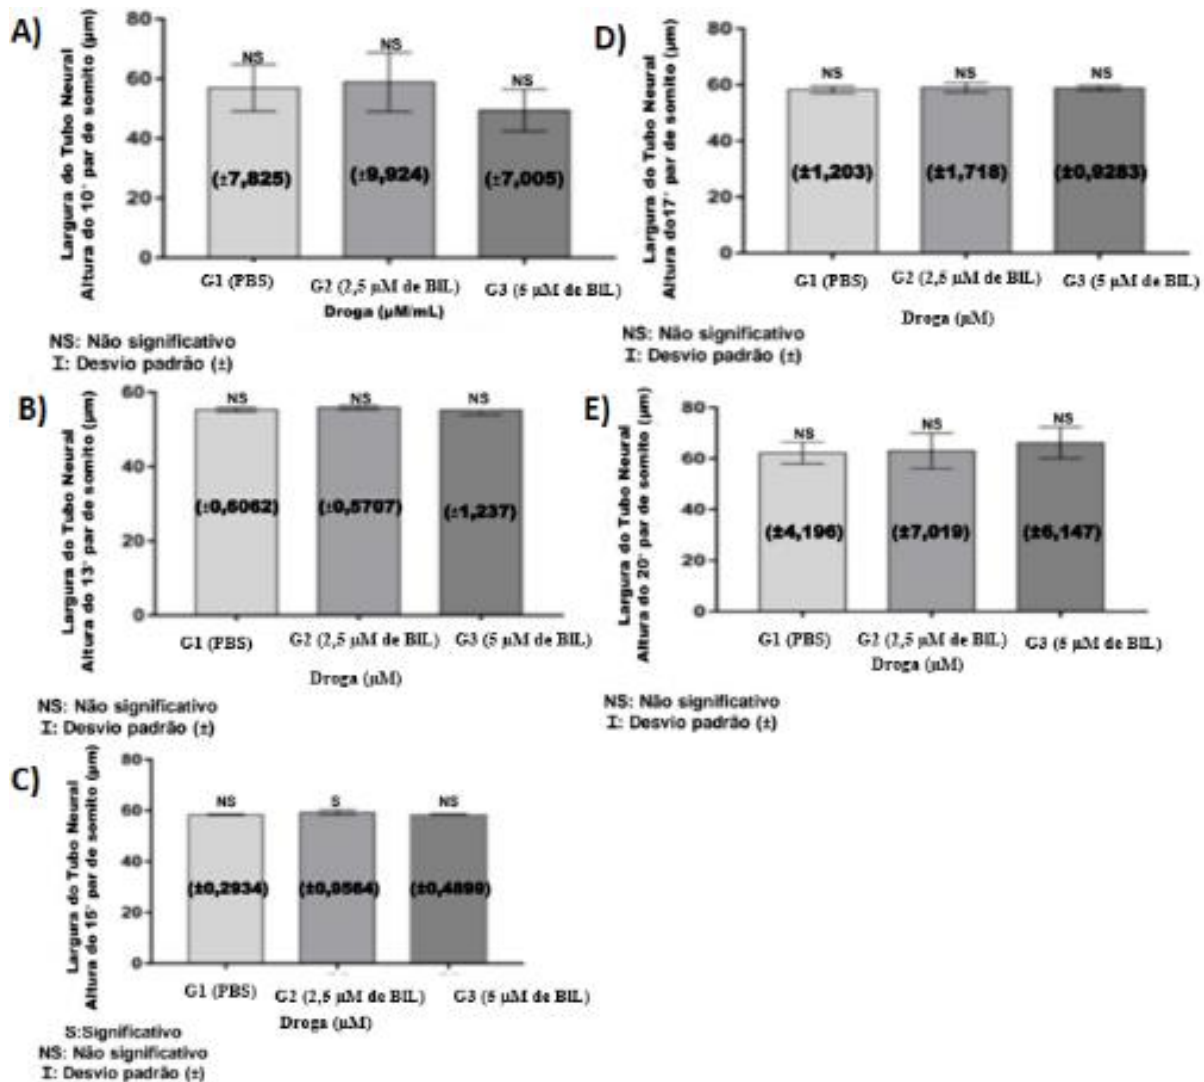 A)
Largura do Tubo Neural
Altura do 10° par de somito (µm)
80
60
40
20
0
NS
NS
NS
(±7,825)
(±9,924)
(±7,005)
G1 (PBS)
G2 (2,5 µM de BlL)
G3 (5 µM de BlL)
Droga (µM/mL)
NS: Não significativo
I: Desvio padrão (±)
B)
Largura do Tubo Neural
Altura do 13° par de somito (µm)
60
40
20
0
NS
NS
NS
(±0,6062)
(±0,5707)
(±1,237)
G1 (PBS)
G2 (2,5 µM de BlL)
G3 (5 µM de BlL)
Droga (µM)
NS: Não significativo
I: Desvio padrão (±)
C)
Largura do Tubo Neural
Altura do 15° par de somito (µm)
80
60
40
20
0
NS
S
NS
(±0,2934)
(±0,9564)
(±0,4899)
G1 (PBS)
G2 (2,5 µM de BlL)
G3 (5 µM de BlL)
Droga (µM)
S:Significativo
NS: Não significativo
I: Desvio padrão (±)
D)
Largura do Tubo Neural
Altura do17° par de somito (µm)
80
60
40
20
0
NS
NS
NS
(±1,203)
(±1,718)
(±0,9283)
G1 (PBS)
G2 (2,5 µM de BlL)
G3 (5 µM de BlL)
Droga (µM)
NS: Não significativo
I: Desvio padrão (±)
E)
Largura do Tubo Neural
Altura do 20° par de somito (µm)
80
60
40
20
0
NS
NS
NS
(±4,196)
(±7,019)
(±6,147)
G1 (PBS)
G2 (2,5 µM de BlL)
G3 (5 µM de BlL)
Droga (µM)
NS: Não significativo
I: Desvio padrão (±)